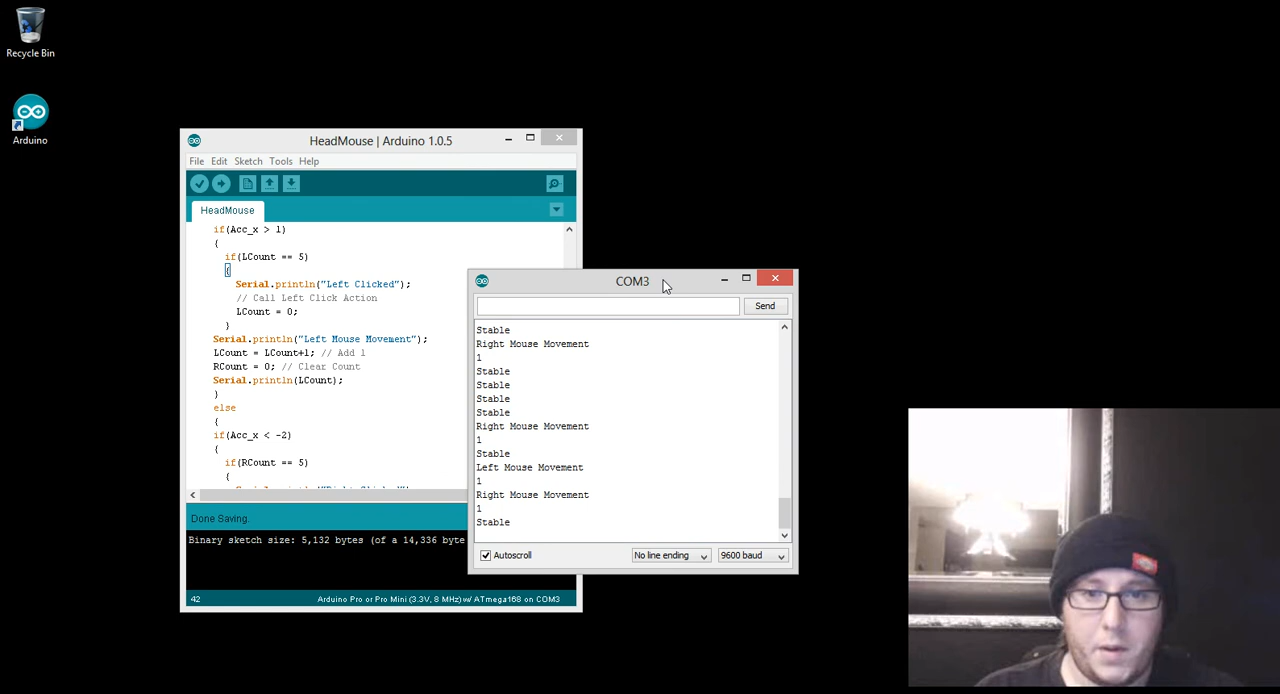 Recycle Bin
Arduino
HeadMouse | Arduino 1.0.5
File Edit Sketch Tools Help
HeadMouse
if(Acc_x > 1)
{
if(LCount == 5)
{
Serial.println("Left Clicked");
// Call Left Click Action
LCount = 0;
}
Serial.println("Left Mouse Movement");
LCount = LCount+1; // Add 1
RCount = 0; // Clear Count
Serial.println(LCount);
}
else
{
if(Acc_x < -2)
{
if(RCount == 5)
{
Done Saving.
Binary sketch size: 5,132 bytes (of a 14,336 byte
42
Arduino Pro or Pro Mini (3.3V, 8 MHz) w/ ATmega168 on COM3
COM3
Send
Stable
Right Mouse Movement
1
Stable
Stable
Stable
Stable
Right Mouse Movement
1
Stable
Left Mouse Movement
1
Right Mouse Movement
1
Stable
Autoscroll
No line ending
9600 baud